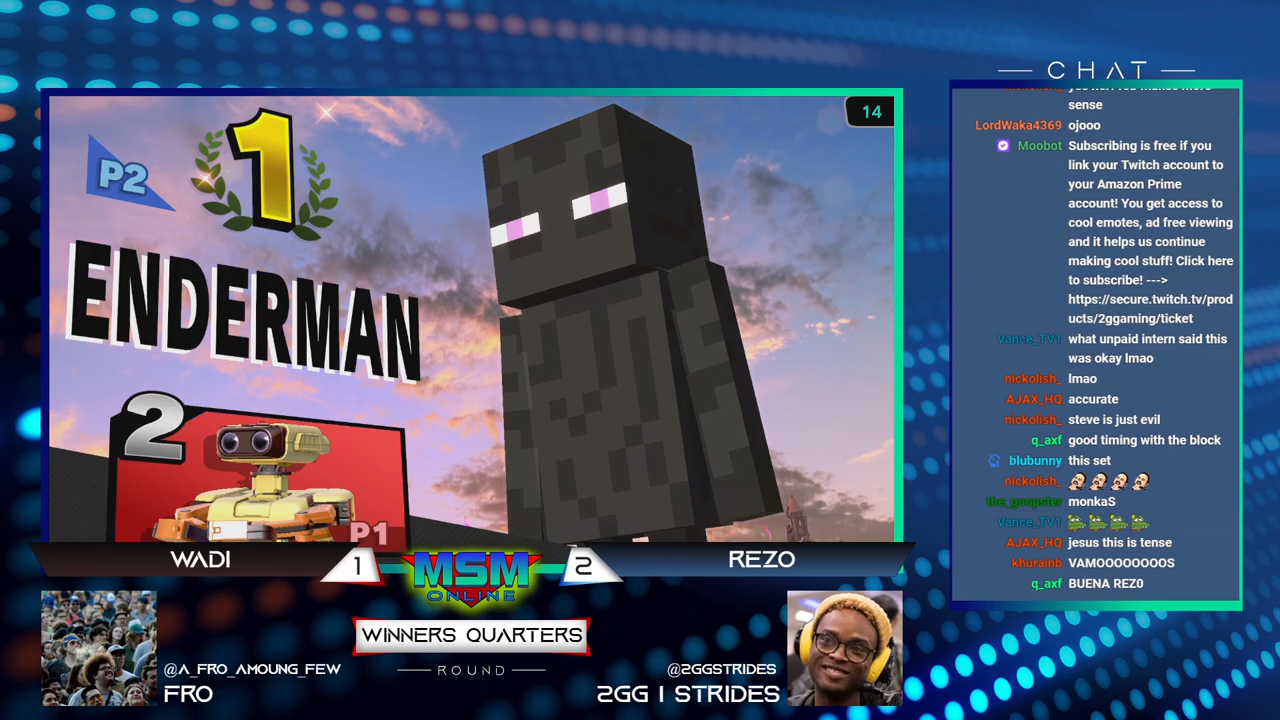 CHAT
sense
LordWaka4369 ojooo
Moobot Subscribing is free if you
link your Twitch account to
your Amazon Prime
account! You get access to
cool emotes, ad free viewing
and it helps us continue
making cool stuff! Click here
to subscribe! --->
https://secure.twitch.tv/prod
ucts/2ggaming/ticket
Vance_TV1 what unpaid intern said this
was okay lmao
nickolish_ lmao
AJAX_HQ accurate
nickolish_ steve is just evil
q_axf good timing with the block
blubunny this set
nickolish_
the_goopster monkaS
Vance_TV1
AJAX_HQ jesus this is tense
khurainb VAMOOOOOOOS
q_axf BUENA REZ0
14
1
P2
ENDERMAN
2
P1
WADI
1
MSM
ONLINE
2
REZO
WINNERS QUARTERS
ROUND
@A_FRO_AMOUNG_FEW
FRO
@2GGSTRIDES
2GG | STRIDES